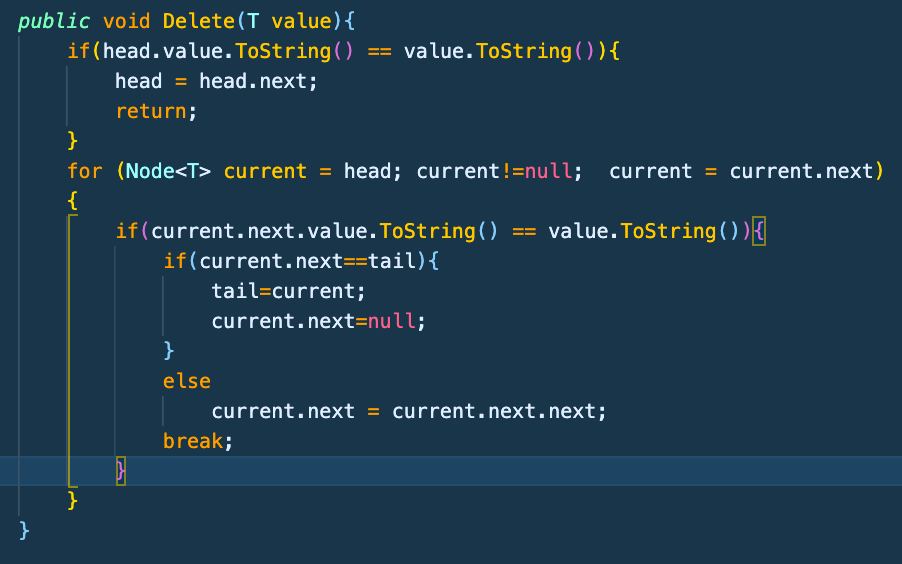 public void Delete(T value){
    if(head.value.ToString() == value.ToString()){
        head = head.next;
        return;
    }
    for (Node<T> current = head; current!=null;  current = current.next)
    {
        if(current.next.value.ToString() == value.ToString()){
            if(current.next==tail){
                tail=current;
                current.next=null;
            }
            else
                current.next = current.next.next;
            break;
        }
    }
}